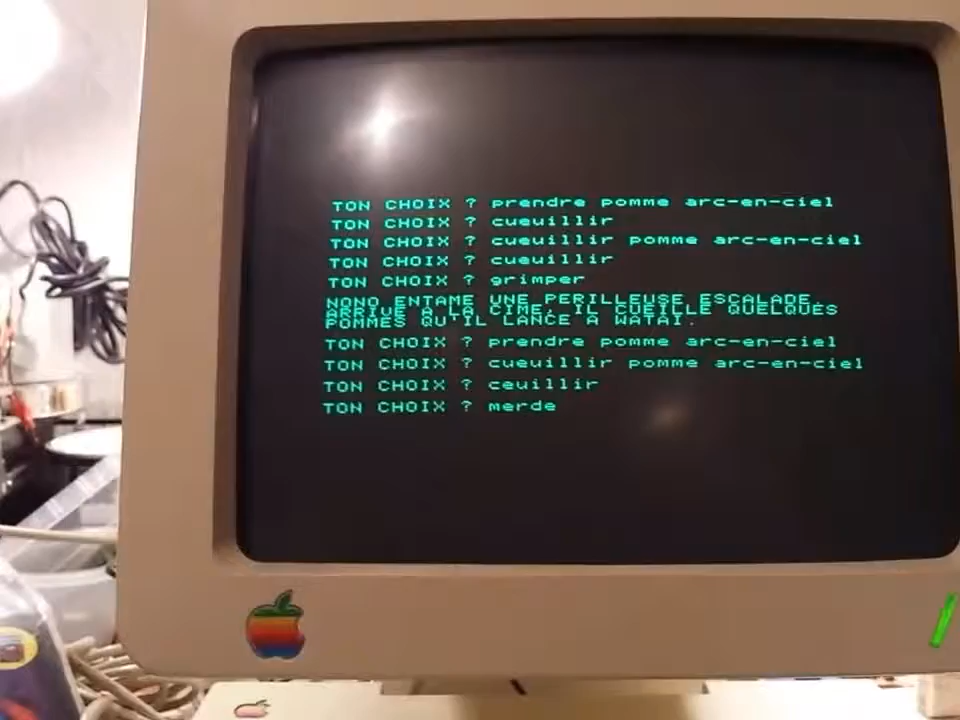 TON CHOIX ? prendre pomme arc-en-ciel
TON CHOIX ? cueuillir
TON CHOIX ? cueuillir pomme arc-en-ciel
TON CHOIX ? cueuillir
TON CHOIX ? grimper
NONO ENTAME UNE PERILLEUSE ESCALADE,
ARRIVE A LA CIME, IL CUEILLE QUELQUES
POMMES QU'IL LANCE A WATAI.
TON CHOIX ? prendre pomme arc-en-ciel
TON CHOIX ? cueuillir pomme arc-en-ciel
TON CHOIX ? ceuillir
TON CHOIX ? merde